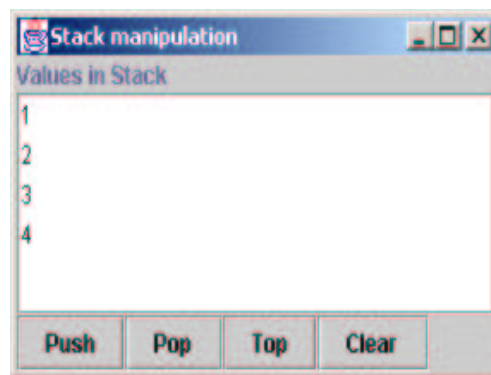 Stack manipulation
Values in Stack
1
2
3
4
Push Pop Top Clear